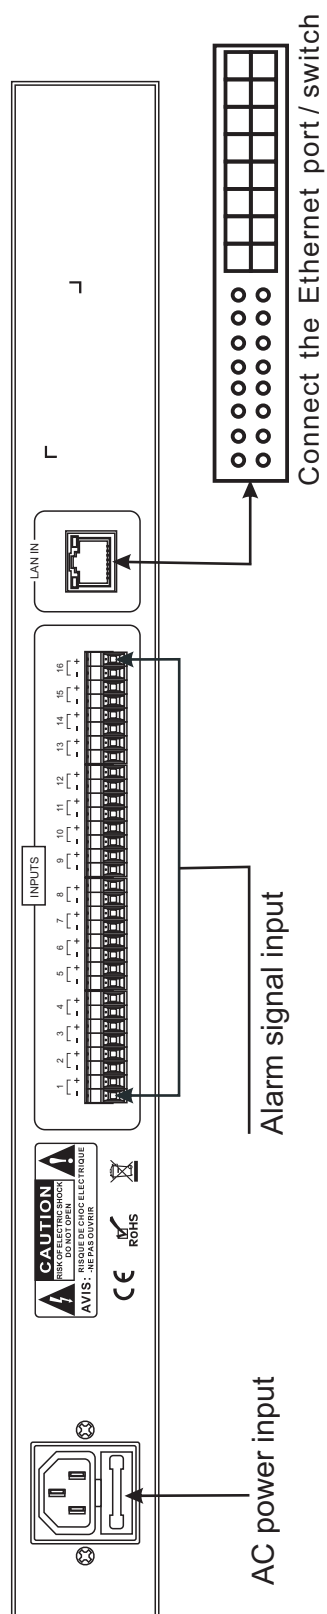 CAUTION
RISK OF ELECTRIC SHOCK
DO NOT OPEN
AVIS:
RISQUE DE CHOC ELECTRIQUE
-NE PAS OUVRIR
CE
ROHS
INPUTS
1 2 3 4 5 6 7 8 9 10 11 12 13 14 15 16
- + - + - + - + - + - + - + - + - + - + - + - + - + - + - + - +
LAN IN
AC power input
Alarm signal input
Connect the Ethernet port / switch